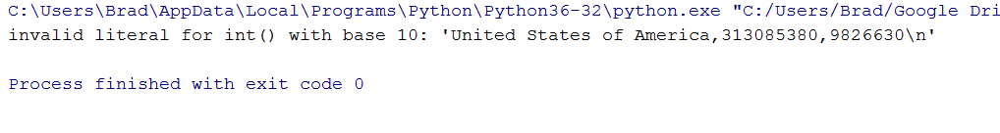 C:\Users\Brad\AppData\Local\Programs\Python\Python36-32\python.exe "C:/Users/Brad/Google Dri
invalid literal for int() with base 10: 'United States of America,313085380,9826630\n'
Process finished with exit code 0